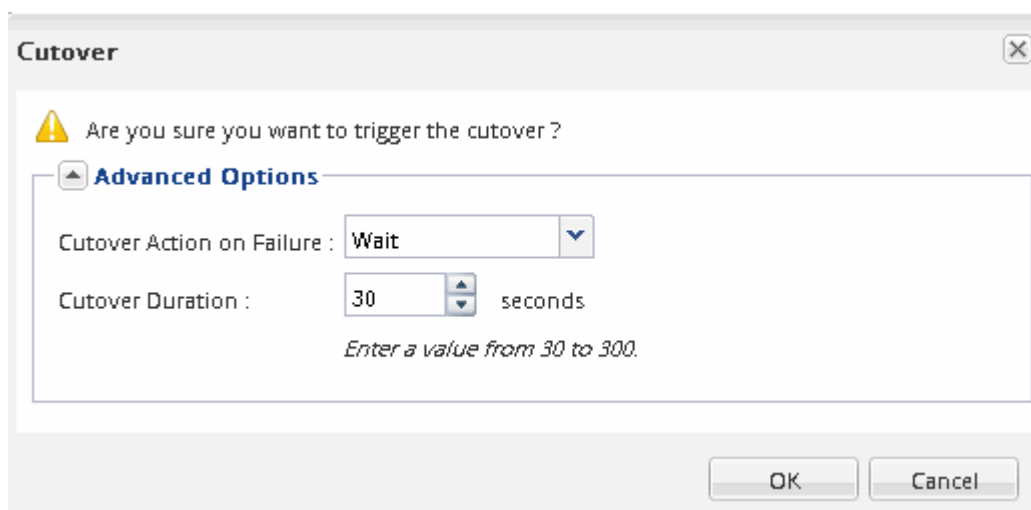 Cutover
Are you sure you want to trigger the cutover ?
Advanced Options
Cutover Action on Failure : Wait
Cutover Duration : 30 seconds
Enter a value from 30 to 300.
OK Cancel